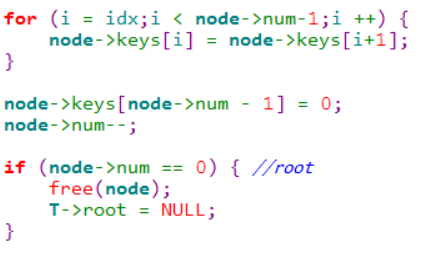 for (i = idx;i < node->num-1;i ++) {
    node->keys[i] = node->keys[i+1];
}

node->keys[node->num - 1] = 0;
node->num--;

if (node->num == 0) { //root
    free(node);
    T->root = NULL;
}